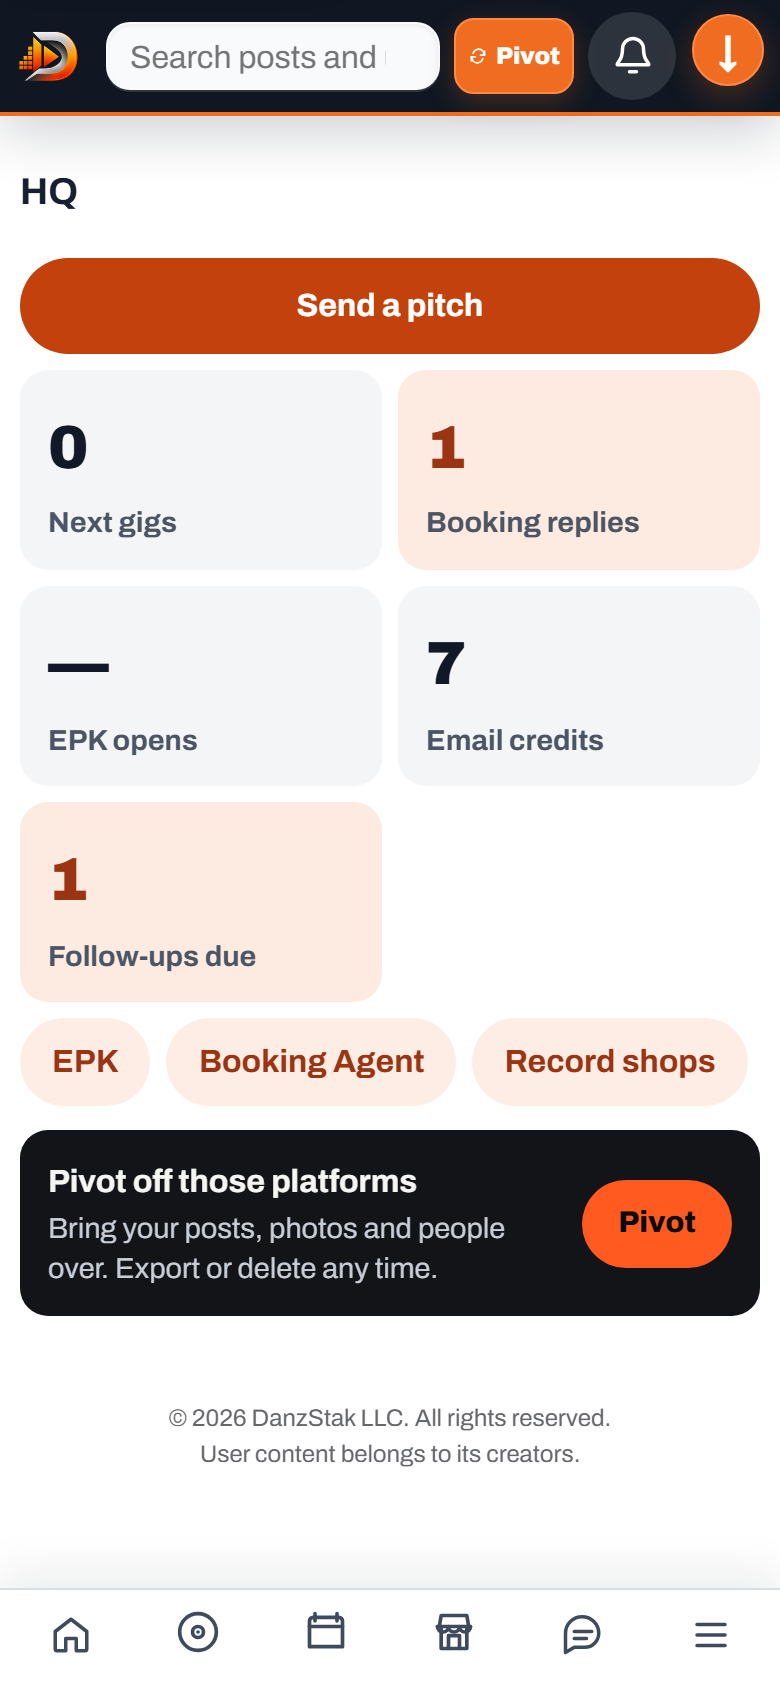 Search posts and
Pivot
HQ
Send a pitch
0
Next gigs
1
Booking replies
—
EPK opens
7
Email credits
1
Follow-ups due
EPK
Booking Agent
Record shops
Pivot off those platforms
Bring your posts, photos and people
over. Export or delete any time.
Pivot
© 2026 DanzStak LLC. All rights reserved.
User content belongs to its creators.